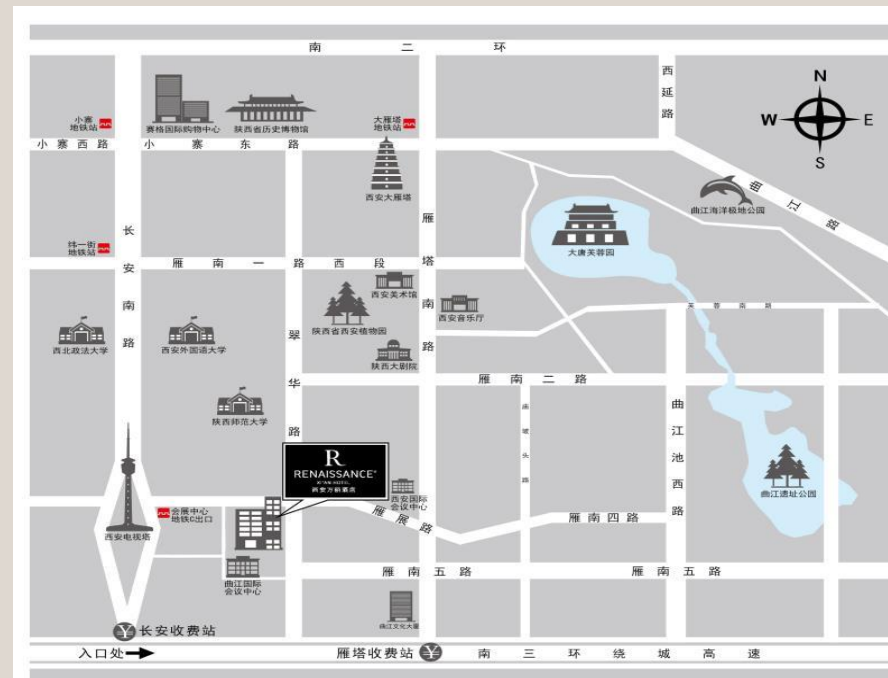 南二环
西延路
小寨
地铁站
赛格国际购物中心
陕西省历史博物馆
大雁塔
地铁站
小寨西路
小寨东路
N
W
E
S
西安大雁塔
曲江海洋极地公园
曲江路
长安南路
雁塔南路
纬一街
地铁站
大唐芙蓉园
雁南一路西段
西安美术馆
西安音乐厅
陕西省西安植物园
芙蓉南路
西北政法大学
西安外国语大学
翠华路
陕西大剧院
雁南二路
陕西师范大学
曲江池西路
R
RENAISSANCE®
XI'AN HOTEL
西安万丽酒店
西安国际
会议中心
曲江遗址公园
会展中心
地铁C出口
西安电视塔
雁展路
雁南四路
曲江国际
会议中心
雁南五路
雁南五路
曲江文化大厦
长安收费站
入口处
雁塔收费站
南三环绕城高速